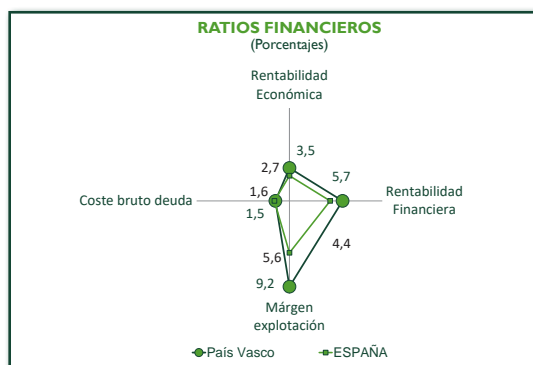 RATIOS FINANCIEROS
(Porcentajes)
Rentabilidad
Económica
2,7
3,5
5,7
1,6
Coste bruto deuda
Rentabilidad
Financiera
1,5
4,4
5,6
9,2
Márgen
explotación
País Vasco
ESPAÑA